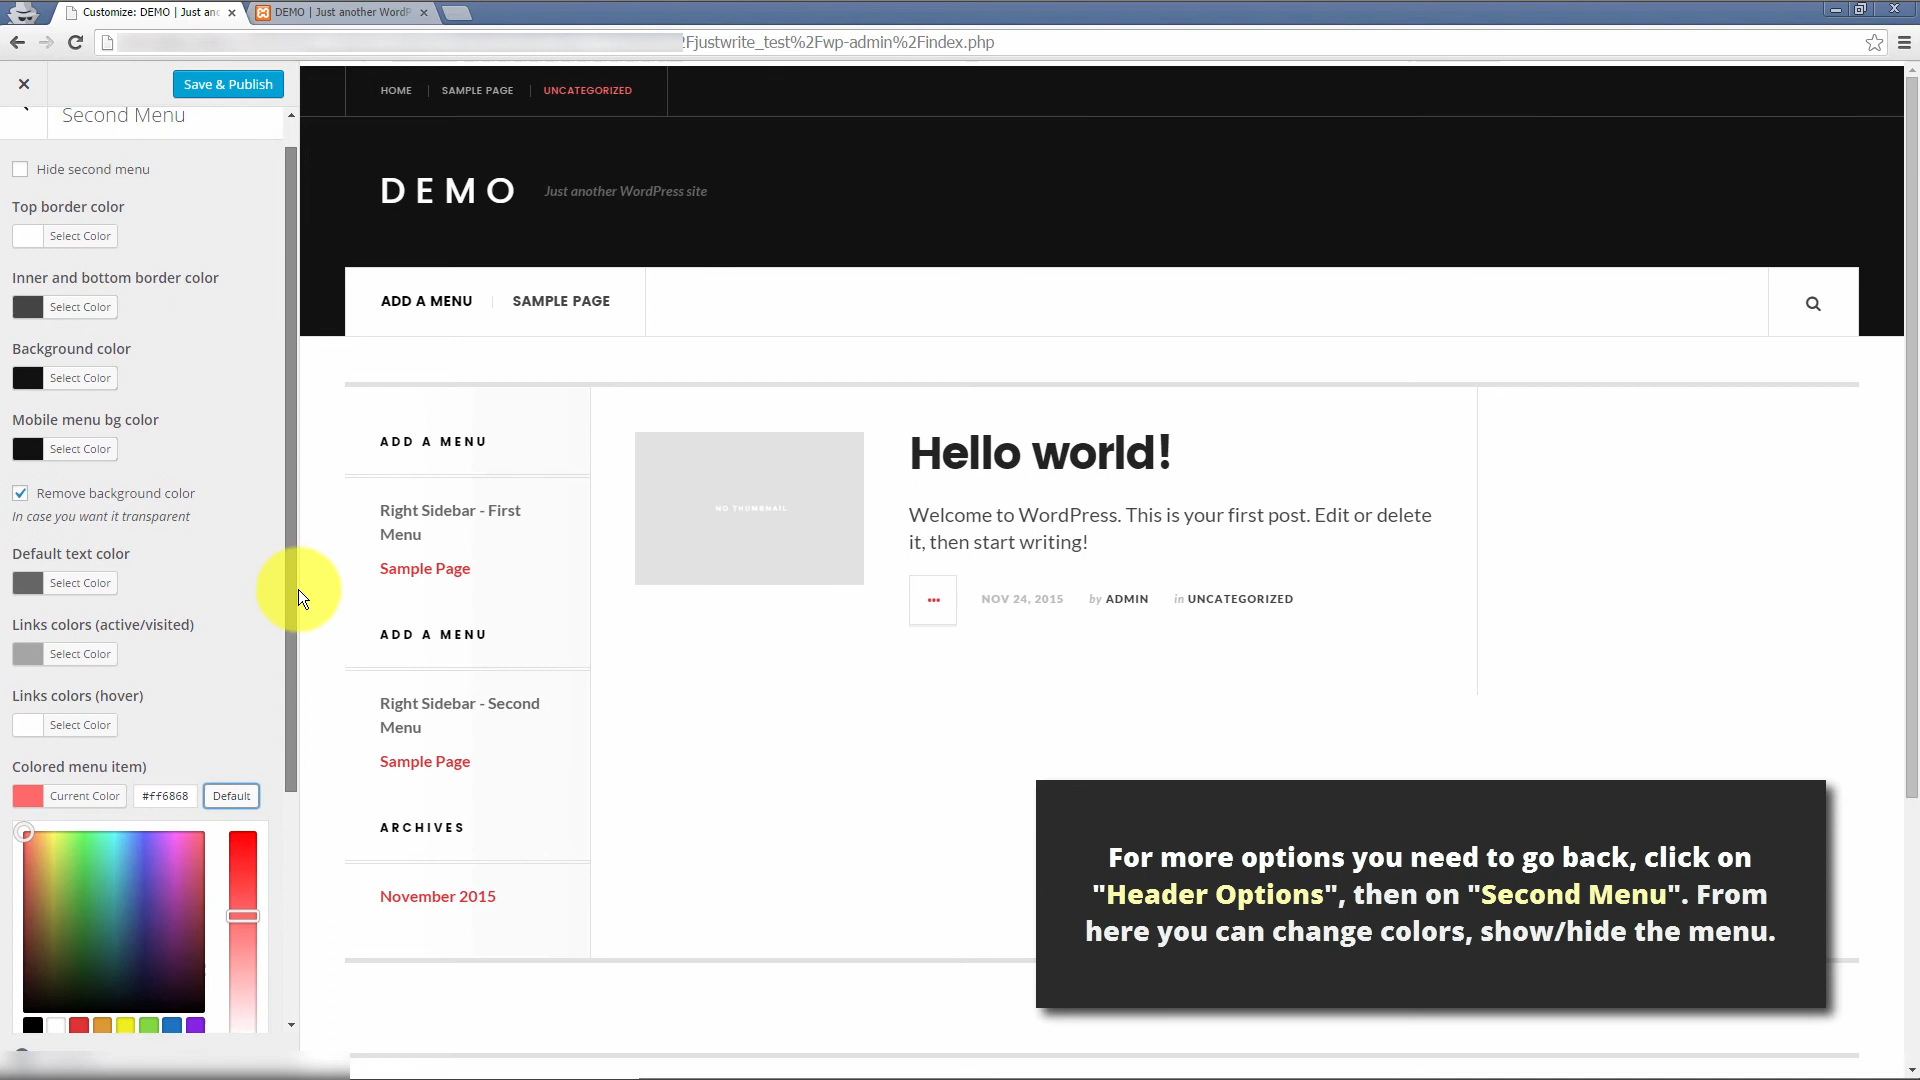 Customize: DEMO | Just an
DEMO | Just another WordP
Fjustwrite_test%2Fwp-admin%2Findex.php
Save & Publish
Second Menu
Hide second menu
Top border color
Select Color
Inner and bottom border color
Select Color
Background color
Select Color
Mobile menu bg color
Select Color
Remove background color
In case you want it transparent
Default text color
Select Color
Links colors (active/visited)
Select Color
Links colors (hover)
Select Color
Colored menu item)
Current Color #ff6868 Default
HOME SAMPLE PAGE UNCATEGORIZED
DEMO Just another WordPress site
ADD A MENU SAMPLE PAGE
ADD A MENU
Right Sidebar - First
Menu
Sample Page
ADD A MENU
Right Sidebar - Second
Menu
Sample Page
ARCHIVES
November 2015
NO THUMBNAIL
Hello world!
Welcome to WordPress. This is your first post. Edit or delete
it, then start writing!
NOV 24, 2015 by ADMIN in UNCATEGORIZED
For more options you need to go back, click on
"Header Options", then on "Second Menu". From
here you can change colors, show/hide the menu.